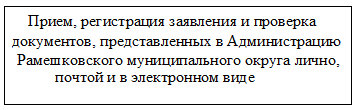 Прием, регистрация заявления и проверка
документов, представленных в Администрацию
Рамешковского муниципального округа лично,
почтой и в электронном виде